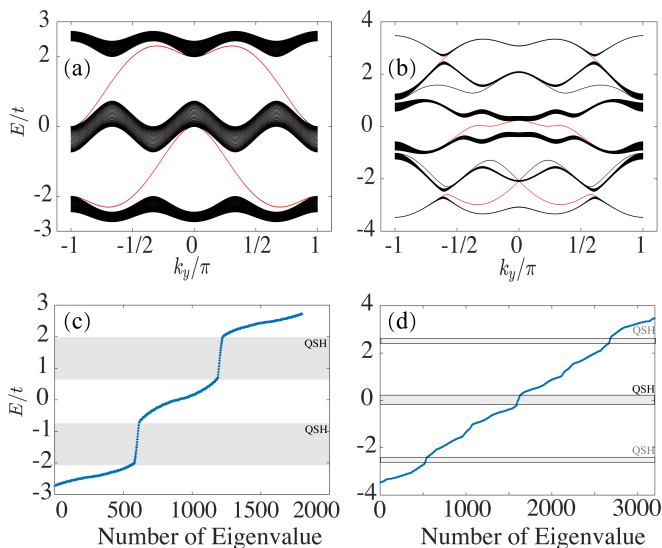 3
2
(a)
E/t
0
-2
-3
-1
-1/2
0
1/2
1
k_y/π
4
(b)
2
0
-2
-4
-1
-1/2
0
1/2
1
k_y/π
3
(c)
2
QSH
1
E/t
0
-1
QSH
-2
-3
0
500
1000
1500
2000
Number of Eigenvalue
4
(d)
QSH
2
QSH
0
-2
QSH
-4
0
1000
2000
3000
Number of Eigenvalue